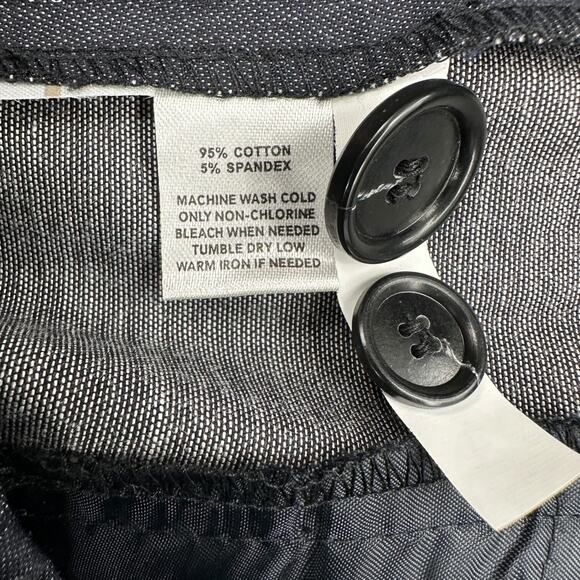 95% COTTON
5% SPANDEX
MACHINE WASH COLD
ONLY NON-CHLORINE
BLEACH WHEN NEEDED
TUMBLE DRY LOW
WARM IRON IF NEEDED